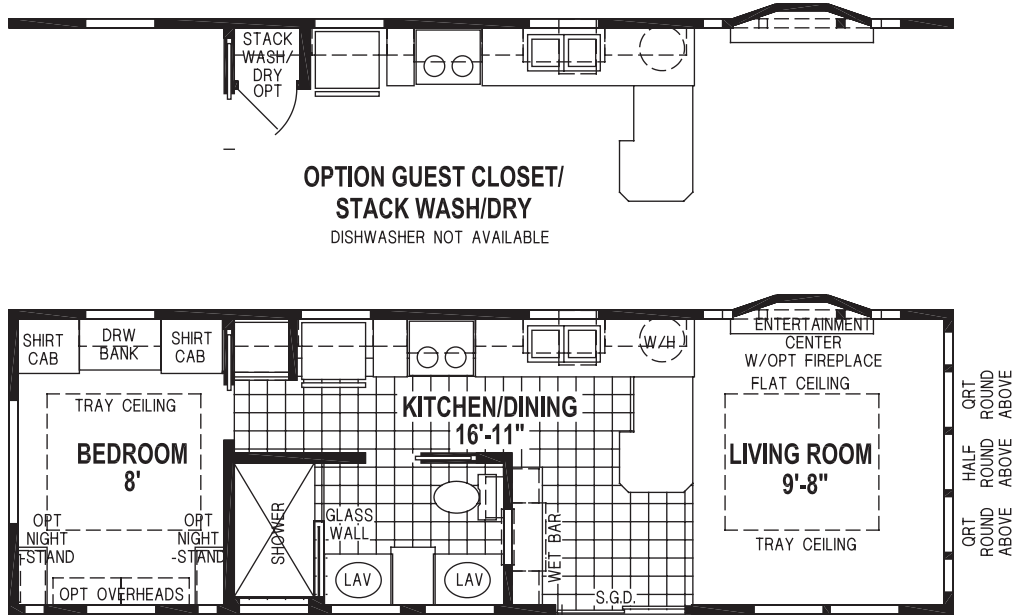 STACK
WASH/
DRY
OPT
OPTION GUEST CLOSET/
STACK WASH/DRY
DISHWASHER NOT AVAILABLE
SHIRT
CAB
DRW
BANK
SHIRT
CAB
TRAY CEILING
BEDROOM
8'
OPT
NIGHT
-STAND
OPT
NIGHT
-STAND
OPT OVERHEADS
KITCHEN/DINING
16'-11"
W/H
SHOWER
GLASS
WALL
LAV
LAV
WET BAR
S.G.D.
ENTERTAINMENT
CENTER
W/OPT FIREPLACE
FLAT CEILING
LIVING ROOM
9'-8"
TRAY CEILING
QRT
ROUND
ABOVE
HALF
ROUND
ABOVE
QRT
ROUND
ABOVE